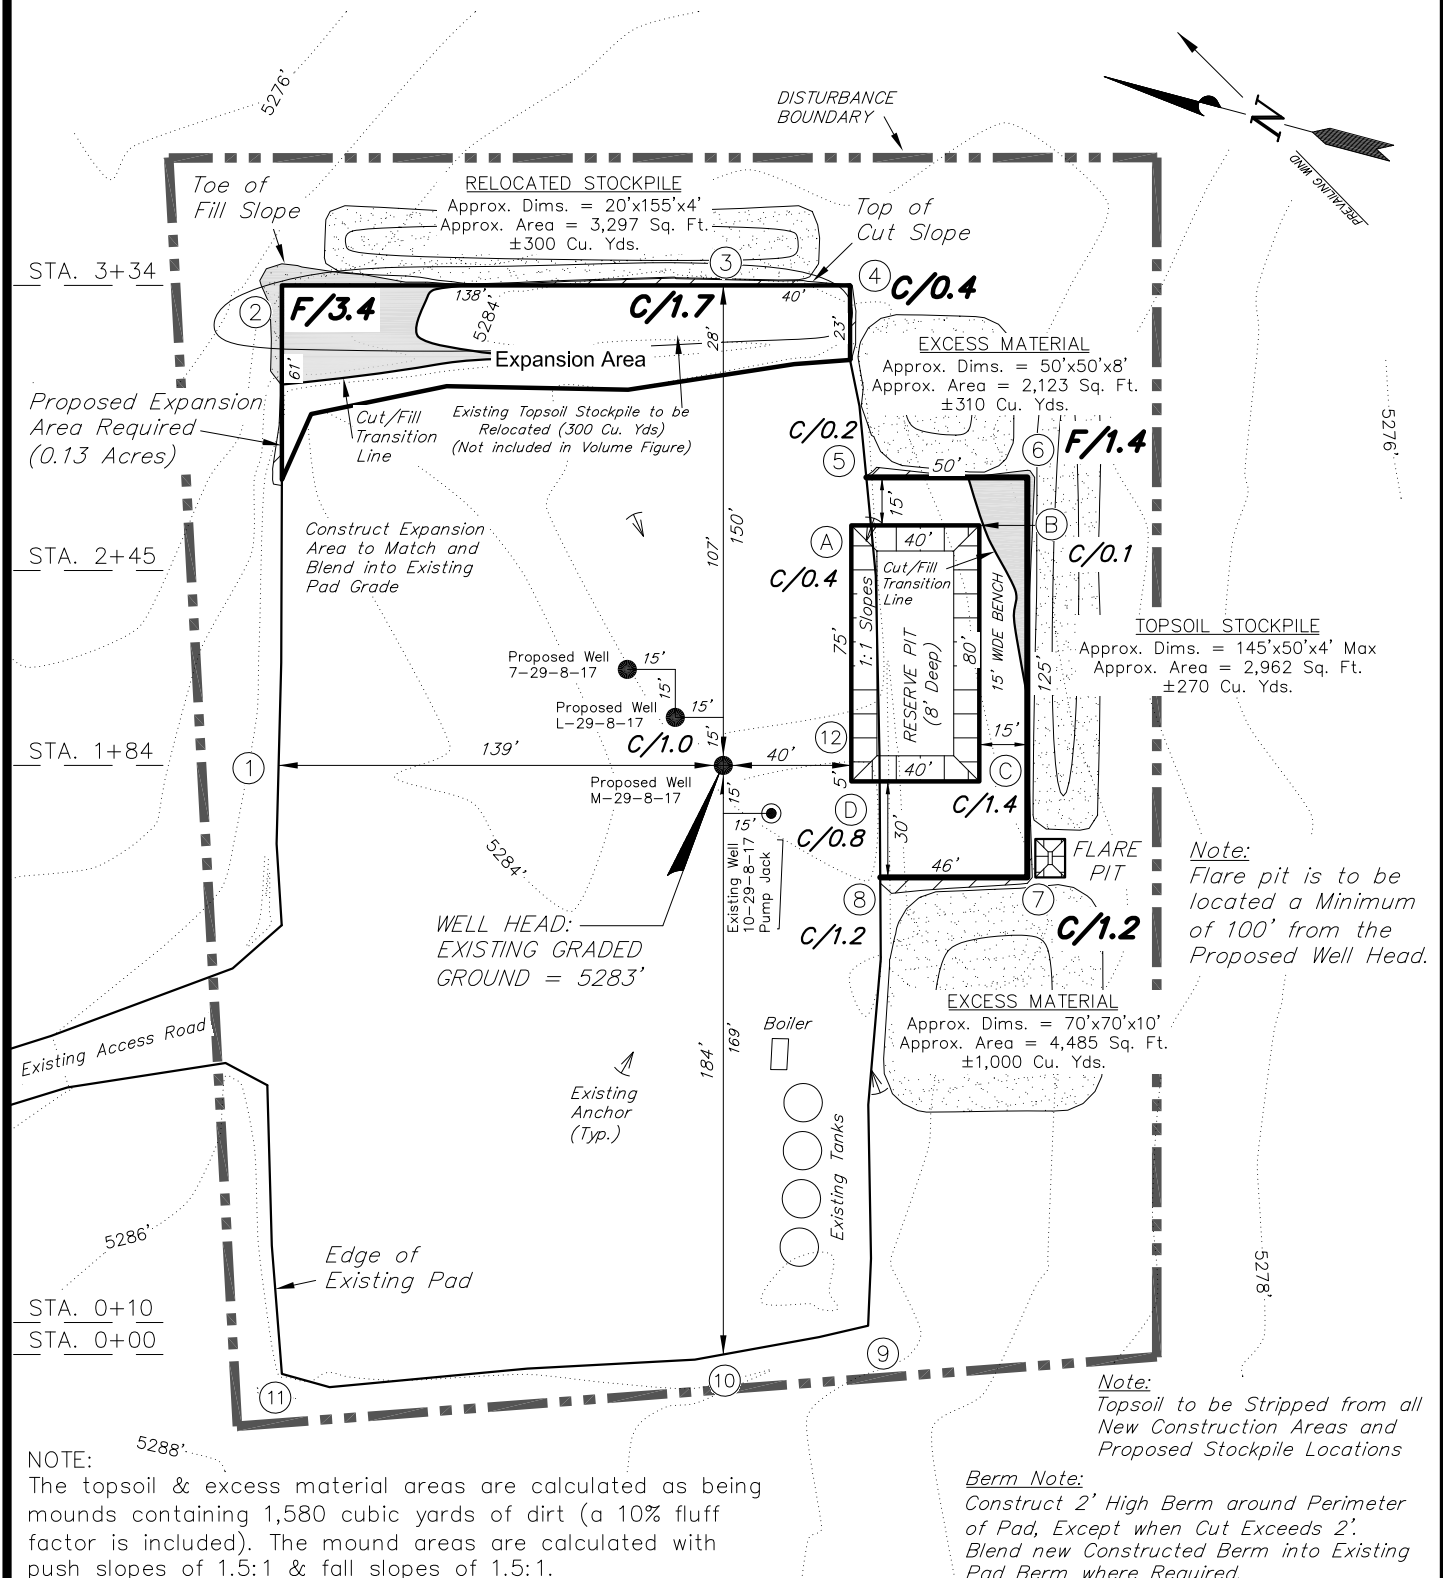 5276'
DISTURBANCE
BOUNDARY
N
PREVAILING WIND
Toe of
Fill Slope
RELOCATED STOCKPILE
Approx. Dims. = 20'x155'x4'
Approx. Area = 3,297 Sq. Ft.
±300 Cu. Yds.
Top of
Cut Slope
STA. 3+34
2
F/3.4
138'
5284'
3
C/1.7
40'
4
C/0.4
28'
23'
61'
Expansion Area
EXCESS MATERIAL
Approx. Dims. = 50'x50'x8'
Approx. Area = 2,123 Sq. Ft.
±310 Cu. Yds.
Proposed Expansion
Area Required
(0.13 Acres)
Cut/Fill
Transition
Line
Existing Topsoil Stockpile to be
Relocated (300 Cu. Yds)
(Not included in Volume Figure)
C/0.2
5
50'
6
F/1.4
5276'
Construct Expansion
Area to Match and
Blend into Existing
Pad Grade
STA. 2+45
107'
150'
15'
A
C/0.4
40'
B
C/0.1
Cut/Fill
Transition
Line
75'
1:1 Slopes
RESERVE PIT
(8' Deep)
80'
15' WIDE BENCH
125'
TOPSOIL STOCKPILE
Approx. Dims. = 145'x50'x4' Max
Approx. Area = 2,962 Sq. Ft.
±270 Cu. Yds.
Proposed Well
7-29-8-17
15'
15'
Proposed Well
L-29-8-17
15'
C/1.0
15'
STA. 1+84
1
139'
40'
12
15'
Proposed Well
M-29-8-17
15'
15'
5'
40'
C
C/1.4
D
C/0.8
30'
Existing Well
10-29-8-17
Pump Jack
5284'
46'
FLARE
PIT
Note:
Flare pit is to be
located a Minimum
of 100' from the
Proposed Well Head.
8
C/1.2
7
C/1.2
WELL HEAD:
EXISTING GRADED
GROUND = 5283'
EXCESS MATERIAL
Approx. Dims. = 70'x70'x10'
Approx. Area = 4,485 Sq. Ft.
±1,000 Cu. Yds.
Existing Access Road
184'
169'
Boiler
Existing
Anchor
(Typ.)
Existing Tanks
5286'
Edge of
Existing Pad
5278'
STA. 0+10
STA. 0+00
9
10
11
Note:
Topsoil to be Stripped from all
New Construction Areas and
Proposed Stockpile Locations
5288'
NOTE:
The topsoil & excess material areas are calculated as being
mounds containing 1,580 cubic yards of dirt (a 10% fluff
factor is included). The mound areas are calculated with
push slopes of 1.5:1 & fall slopes of 1.5:1.
Berm Note:
Construct 2' High Berm around Perimeter
of Pad, Except when Cut Exceeds 2'.
Blend new Constructed Berm into Existing
Pad Berm where Required.